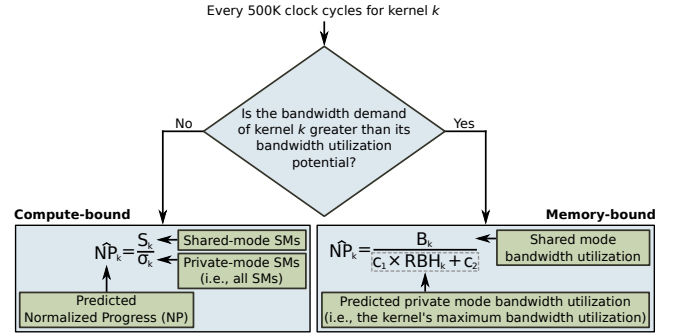 Every 500K clock cycles for kernel k
Is the bandwidth demand
of kernel k greater than its
bandwidth utilization
potential?
No
Yes
Compute-bound
N̂Pₖ = Sₖ / σₖ
Shared-mode SMs
Private-mode SMs
(i.e., all SMs)
Predicted
Normalized Progress (NP)
Memory-bound
N̂Pₖ = Bₖ / (c₁ × RBHₖ + c₂)
Shared mode
bandwidth utilization
Predicted private mode bandwidth utilization
(i.e., the kernel's maximum bandwidth utilization)